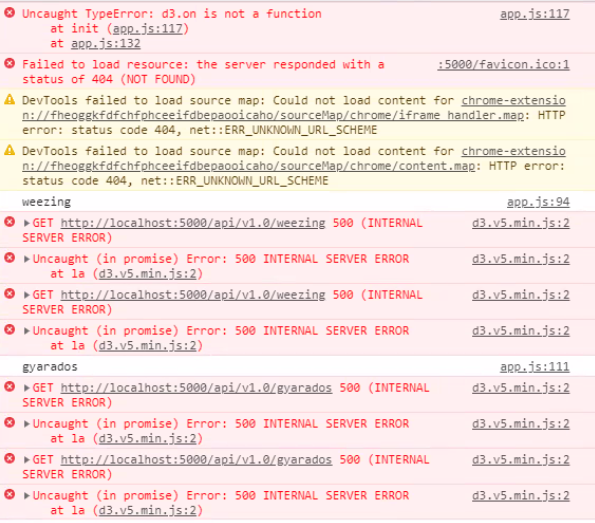 Uncaught TypeError: d3.on is not a function app.js:117
at init (app.js:117)
at app.js:132
Failed to load resource: the server responded with a :5000/favicon.ico:1
status of 404 (NOT FOUND)
DevTools failed to load source map: Could not load content for chrome-extensio
n://fheoggkfdfchfphceeifdbepaooicaho/sourceMap/chrome/iframe_handler.map: HTTP
error: status code 404, net::ERR_UNKNOWN_URL_SCHEME
DevTools failed to load source map: Could not load content for chrome-extensio
n://fheoggkfdfchfphceeifdbepaooicaho/sourceMap/chrome/content.map: HTTP error:
status code 404, net::ERR_UNKNOWN_URL_SCHEME
weezing app.js:94
GET http://localhost:5000/api/v1.0/weezing 500 (INTERNAL d3.v5.min.js:2
SERVER ERROR)
Uncaught (in promise) Error: 500 INTERNAL SERVER ERROR d3.v5.min.js:2
at la (d3.v5.min.js:2)
GET http://localhost:5000/api/v1.0/weezing 500 (INTERNAL d3.v5.min.js:2
SERVER ERROR)
Uncaught (in promise) Error: 500 INTERNAL SERVER ERROR d3.v5.min.js:2
at la (d3.v5.min.js:2)
gyarados app.js:111
GET http://localhost:5000/api/v1.0/gyarados 500 (INTERNAL d3.v5.min.js:2
SERVER ERROR)
Uncaught (in promise) Error: 500 INTERNAL SERVER ERROR d3.v5.min.js:2
at la (d3.v5.min.js:2)
GET http://localhost:5000/api/v1.0/gyarados 500 (INTERNAL d3.v5.min.js:2
SERVER ERROR)
Uncaught (in promise) Error: 500 INTERNAL SERVER ERROR d3.v5.min.js:2
at la (d3.v5.min.js:2)